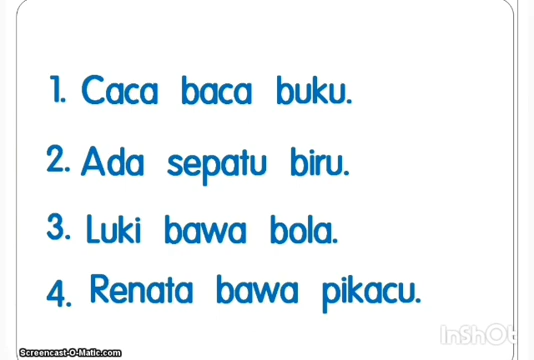 1. Caca baca buku.
2. Ada sepatu biru.
3. Luki bawa bola.
4. Renata bawa pikacu.
InShOt
Screencast-O-Matic.com